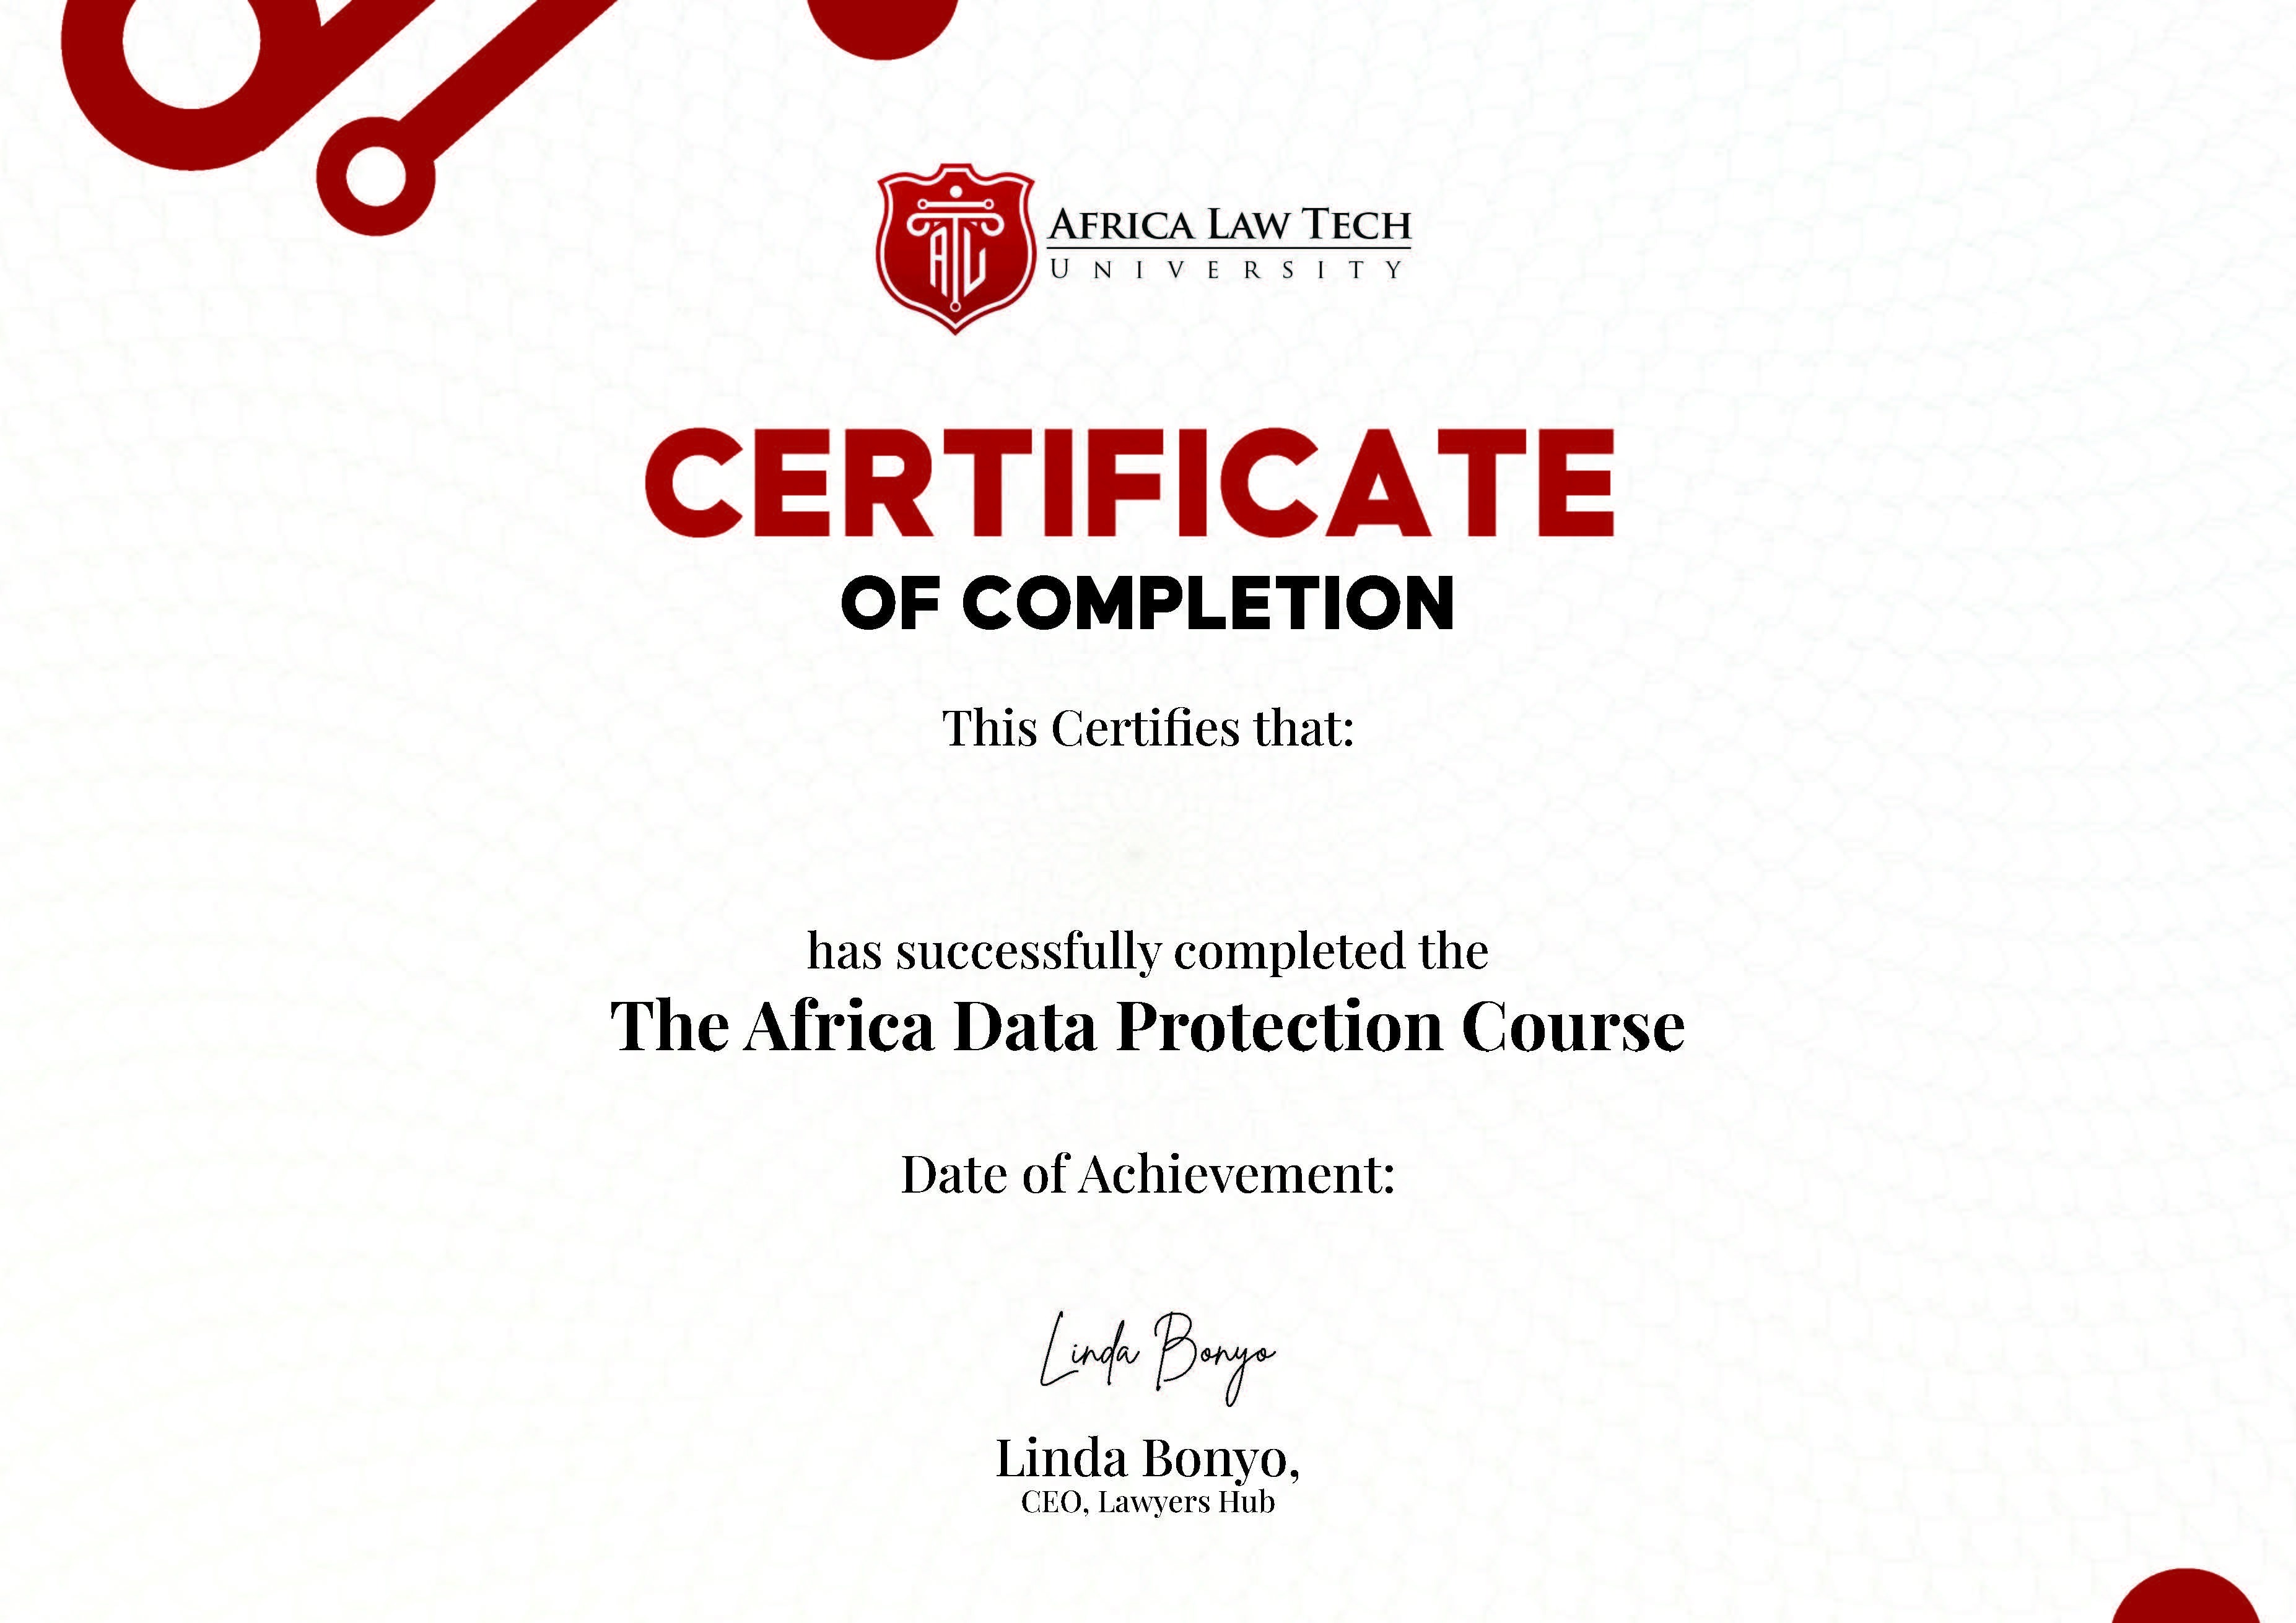 ATL
AFRICA LAW TECH
UNIVERSITY
CERTIFICATE
OF COMPLETION
This Certifies that:
has successfully completed the
The Africa Data Protection Course
Date of Achievement:
Linda Bonyo
Linda Bonyo,
CEO, Lawyers Hub